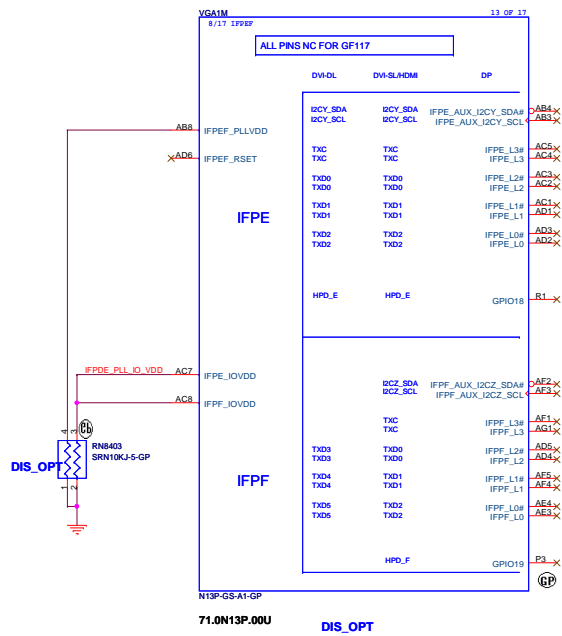 VGA1M 13 OF 17
8/17 IFPEF
ALL PINS NC FOR GF117
DVI-DL DVI-SL/HDMI DP
I2CY_SDA I2CY_SDA IFPE_AUX_I2CY_SDA# AB4
I2CY_SCL I2CY_SCL IFPE_AUX_I2CY_SCL AB3
AB8 IFPEF_PLLVDD
TXC TXC IFPE_L3# AC5
TXC TXC IFPE_L3 AC4
AD6 IFPEF_RSET
TXD0 TXD0 IFPE_L2# AC3
TXD0 TXD0 IFPE_L2 AC2
TXD1 TXD1 IFPE_L1# AC1
TXD1 TXD1 IFPE_L1 AD1
IFPE
TXD2 TXD2 IFPE_L0# AD3
TXD2 TXD2 IFPE_L0 AD2
HPD_E HPD_E GPIO18 R1
IFPDE_PLL_IO_VDD AC7 IFPE_IOVDD
I2CZ_SDA IFPF_AUX_I2CZ_SDA# AF2
I2CZ_SCL IFPF_AUX_I2CZ_SCL AF3
AC8 IFPF_IOVDD
TXC IFPF_L3# AF1
TXC IFPF_L3 AG1
4 3
RN8403
SRN10KJ-5-GP
DIS_OPT
1 2
TXD3 TXD0 IFPF_L2# AD5
TXD3 TXD0 IFPF_L2 AD4
IFPF
TXD4 TXD1 IFPF_L1# AF5
TXD4 TXD1 IFPF_L1 AF4
TXD5 TXD2 IFPF_L0# AE4
TXD5 TXD2 IFPF_L0 AE3
HPD_F GPIO19 P3
GP
N13P-GS-A1-GP
71.0N13P.00U
DIS_OPT